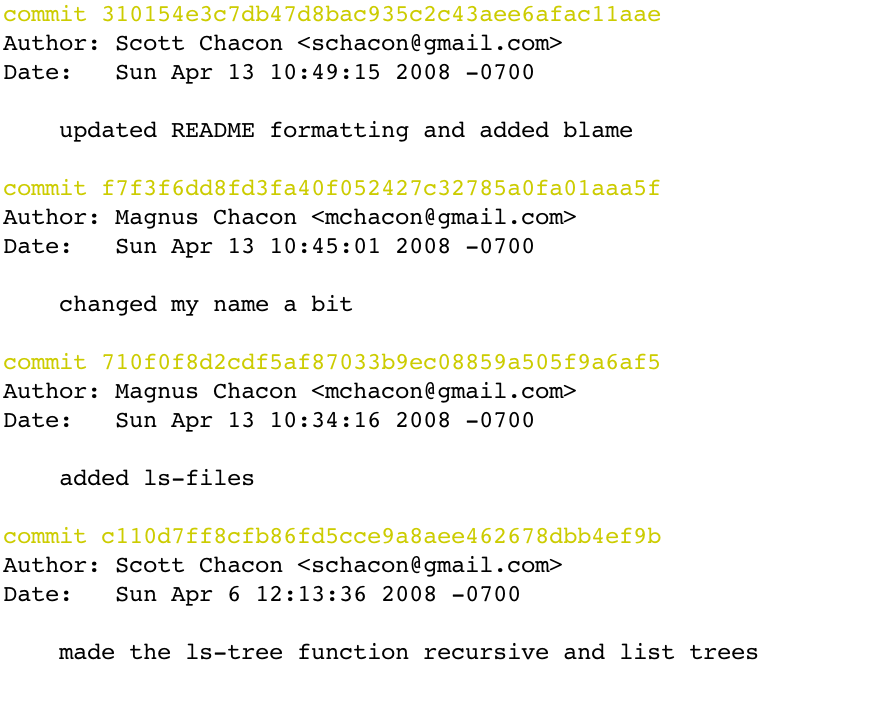 commit 310154e3c7db47d8bac935c2c43aee6afac11aae
Author: Scott Chacon <schacon@gmail.com>
Date:   Sun Apr 13 10:49:15 2008 -0700
updated README formatting and added blame
commit f7f3f6dd8fd3fa40f052427c32785a0fa01aaa5f
Author: Magnus Chacon <mchacon@gmail.com>
Date:   Sun Apr 13 10:45:01 2008 -0700
changed my name a bit
commit 710f0f8d2cdf5af87033b9ec08859a505f9a6af5
Author: Magnus Chacon <mchacon@gmail.com>
Date:   Sun Apr 13 10:34:16 2008 -0700
added ls-files
commit c110d7ff8cfb86fd5cce9a8aee462678dbb4ef9b
Author: Scott Chacon <schacon@gmail.com>
Date:   Sun Apr 6 12:13:36 2008 -0700
made the ls-tree function recursive and list trees